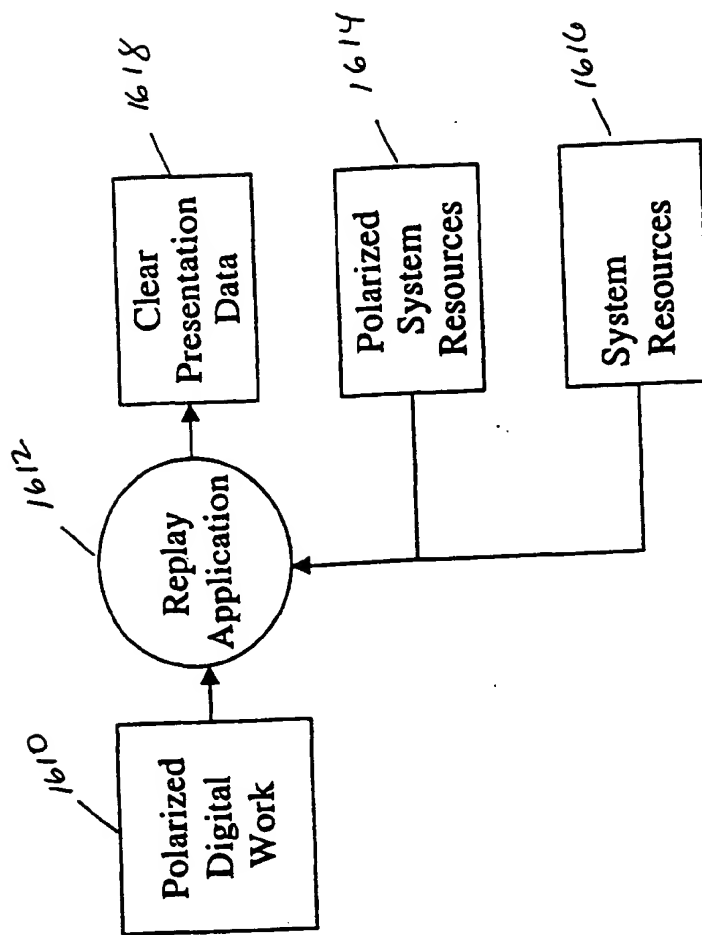 1610
Polarized
Digital
Work
1612
Replay
Application
1618
Clear
Presentation
Data
1614
Polarized
System
Resources
1616
System
Resources